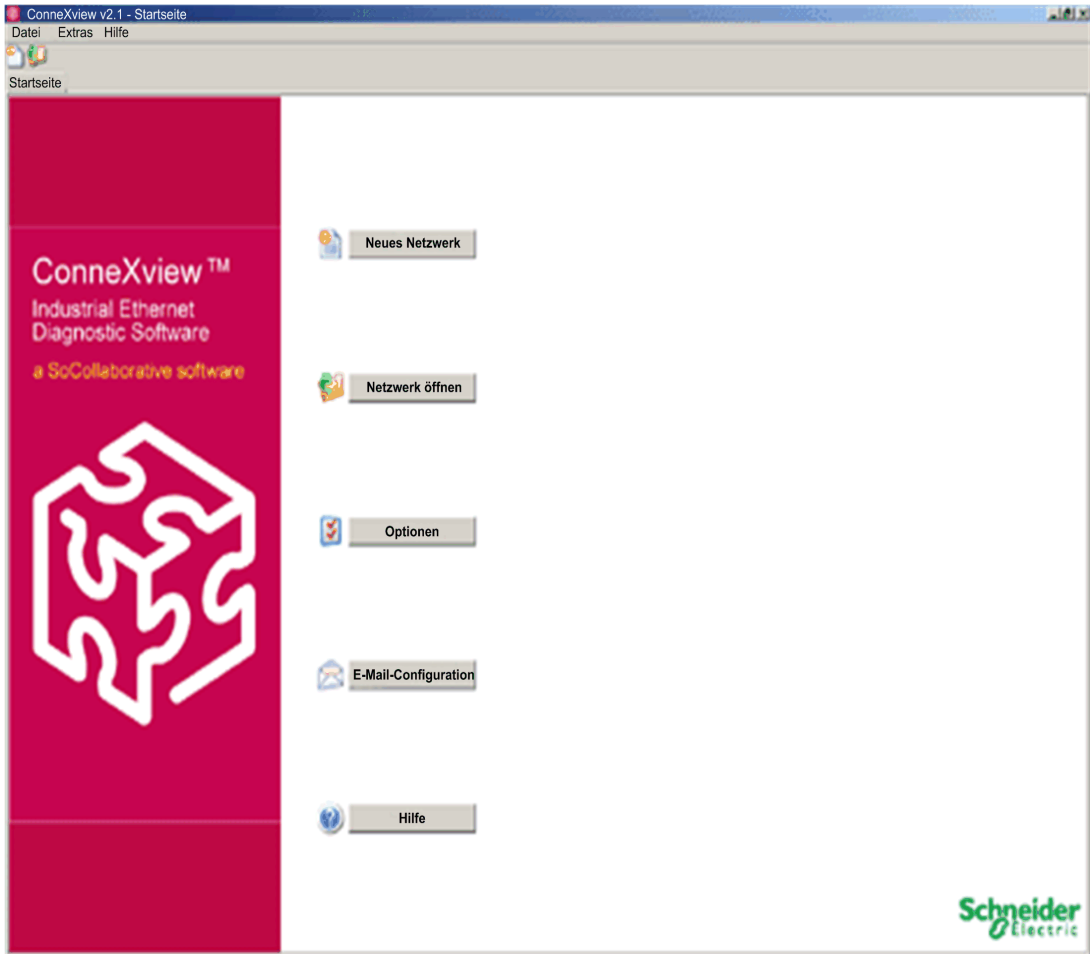 ConneXview v2.1 - Startseite
Datei Extras Hilfe
Startseite
ConneXview™
Industrial Ethernet
Diagnostic Software
a SoCollaborative software
Neues Netzwerk
Netzwerk öffnen
Optionen
E-Mail-Configuration
Hilfe
Schneider
Electric